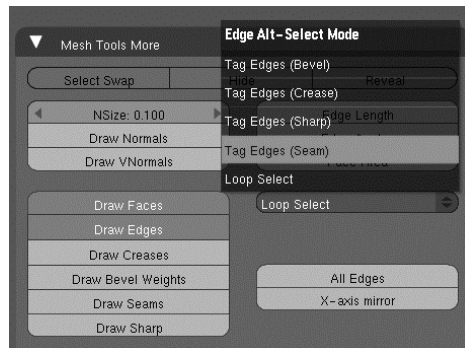 Mesh Tools More
Edge Alt-Select Mode
Tag Edges (Bevel)
Tag Edges (Crease)
Tag Edges (Sharp)
Tag Edges (Seam)
Loop Select
Select Swap
Hide
Reveal
NSize: 0.100
Draw Normals
Draw VNormals
Edge Length
Draw Faces
Draw Edges
Draw Creases
Draw Bevel Weights
Draw Seams
Draw Sharp
Loop Select
All Edges
X-axis mirror